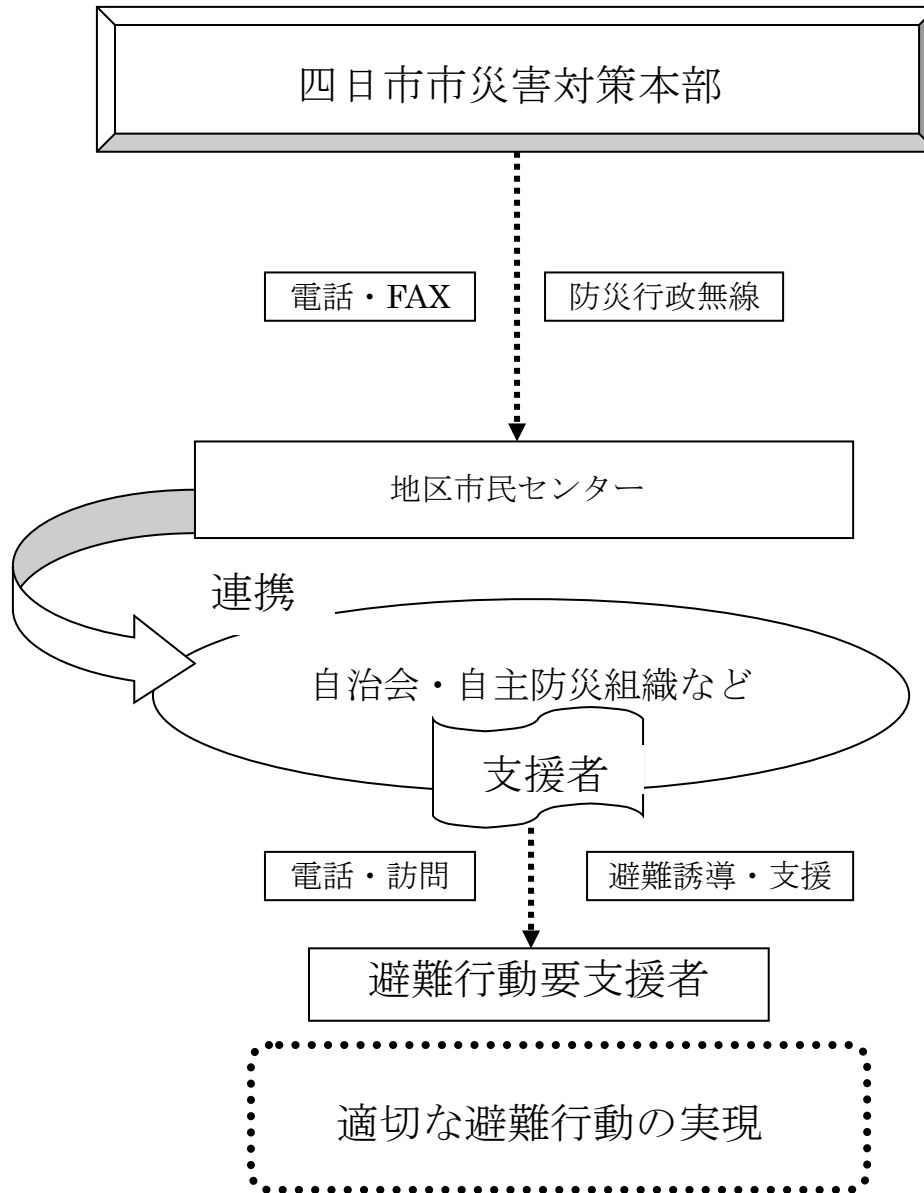 四日市市災害対策本部
電話・FAX
防災行政無線
地区市民センター
連携
自治会・自主防災組織など
支援者
電話・訪問
避難誘導・支援
避難行動要支援者
適切な避難行動の実現